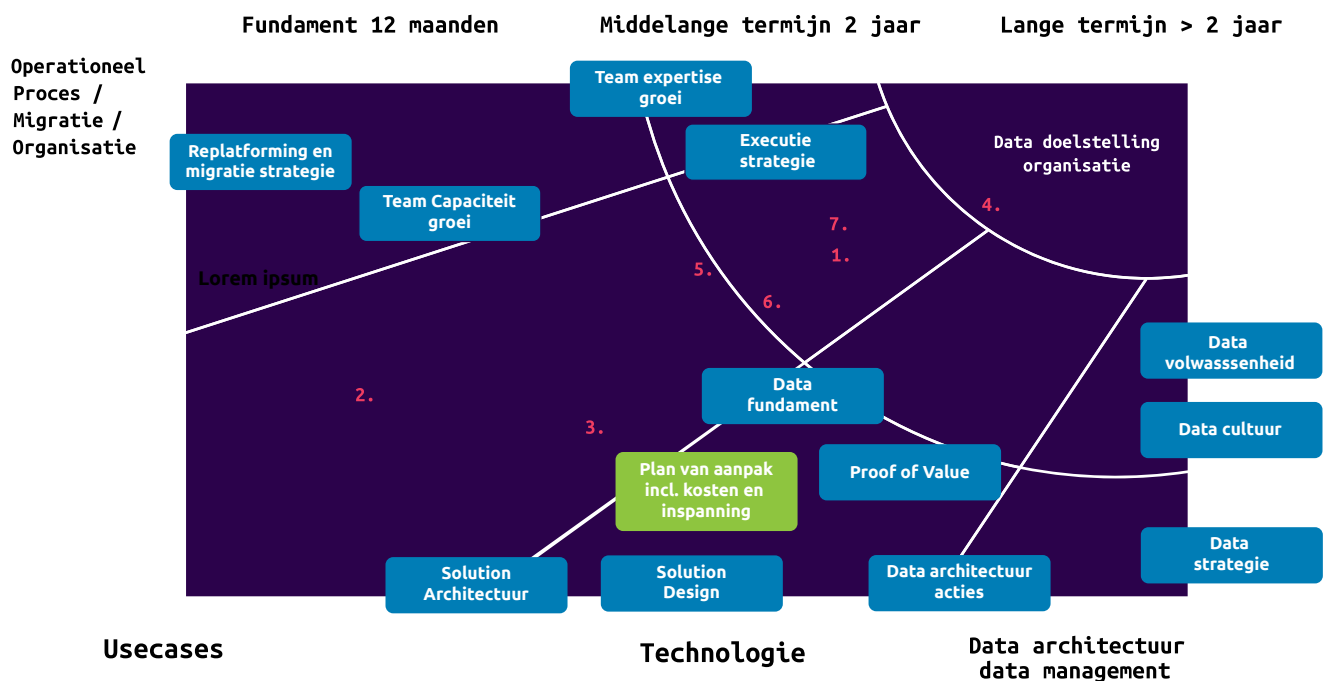 Fundament 12 maanden
Middelange termijn 2 jaar
Lange termijn > 2 jaar
Operationeel
Proces /
Migratie /
Organisatie
Team expertise
groei
Replatforming en
migratie strategie
Executie
strategie
Data doelstelling
organisatie
Team Capaciteit
groei
4.
7.
1.
5.
Lorem ipsum
6.
Data
volwasssenheid
2.
Data
fundament
3.
Data cultuur
Plan van aanpak
incl. kosten en
inspanning
Proof of Value
Data
strategie
Solution
Architectuur
Solution
Design
Data architectuur
acties
Usecases
Technologie
Data architectuur
data management